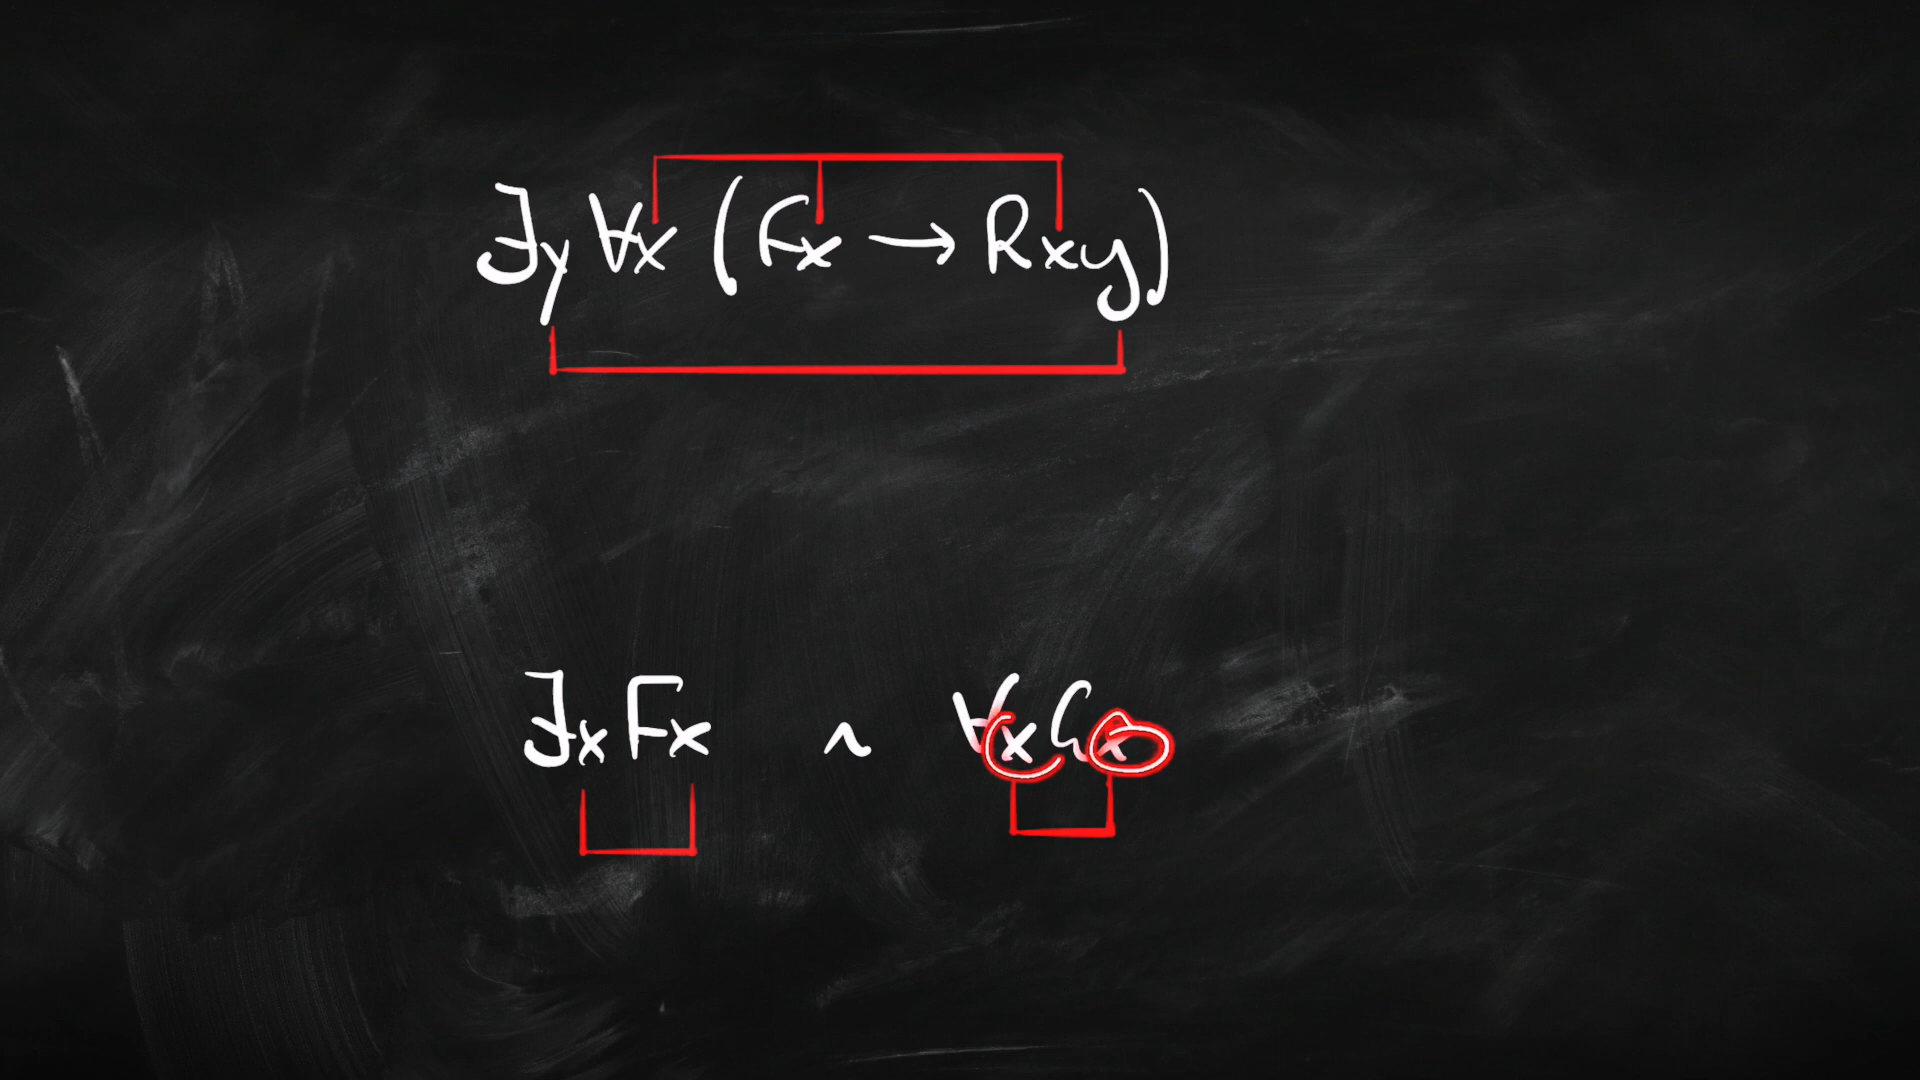 ∃y ∀x (Fx → Rxy)
∃x Fx ∧ ∀x Gx